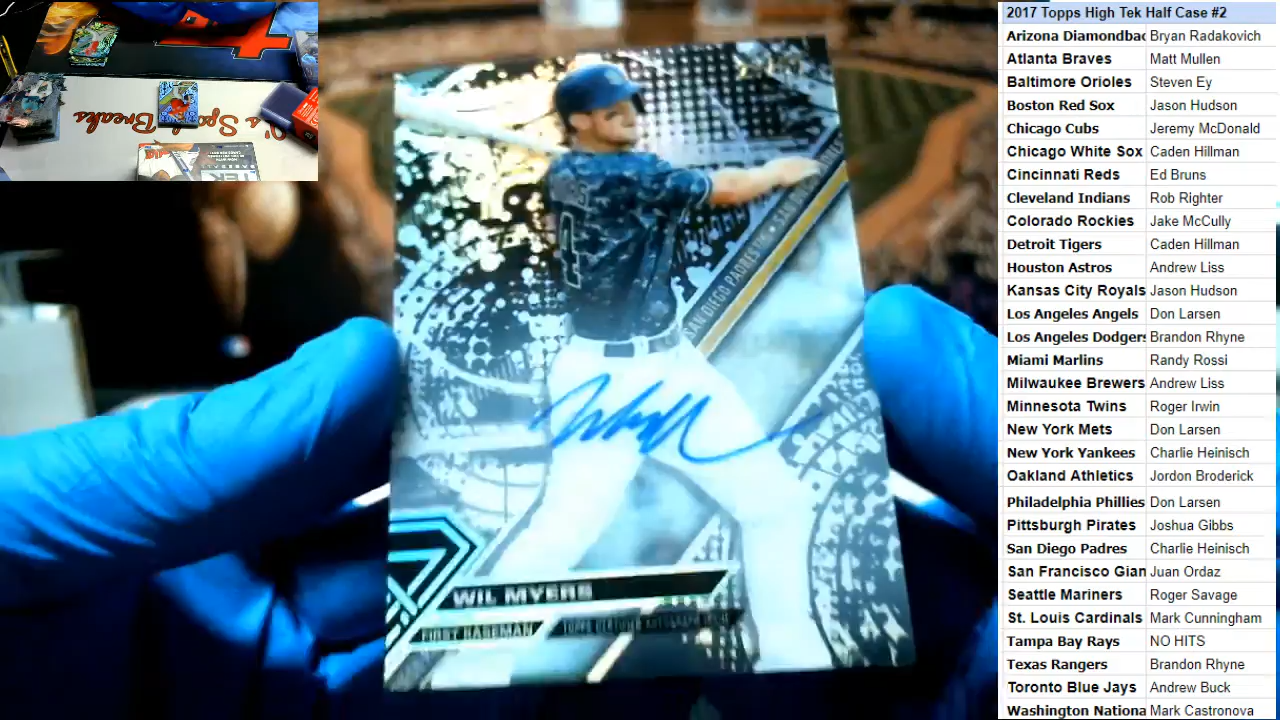 2017 Topps High Tek Half Case #2
Arizona Diamondbac Bryan Radakovich
Atlanta Braves Matt Mullen
Baltimore Orioles Steven Ey
Boston Red Sox Jason Hudson
Chicago Cubs Jeremy McDonald
Chicago White Sox Caden Hillman
Cincinnati Reds Ed Bruns
Cleveland Indians Rob Righter
Colorado Rockies Jake McCully
Detroit Tigers Caden Hillman
Houston Astros Andrew Liss
Kansas City Royals Jason Hudson
Los Angeles Angels Don Larsen
Los Angeles Dodgers Brandon Rhyne
Miami Marlins Randy Rossi
Milwaukee Brewers Andrew Liss
Minnesota Twins Roger Irwin
New York Mets Don Larsen
New York Yankees Charlie Heinisch
Oakland Athletics Jordon Broderick
Philadelphia Phillies Don Larsen
Pittsburgh Pirates Joshua Gibbs
San Diego Padres Charlie Heinisch
San Francisco Gian Juan Ordaz
Seattle Mariners Roger Savage
St. Louis Cardinals Mark Cunningham
Tampa Bay Rays NO HITS
Texas Rangers Brandon Rhyne
Toronto Blue Jays Andrew Buck
Washington Nationa Mark Castronova
SAN DIEGO PADRES
WIL MYERS
FIRST BASEMAN
TOPPS CERTIFIED AUTOGRAPH ISSUE
Breaks
TEK